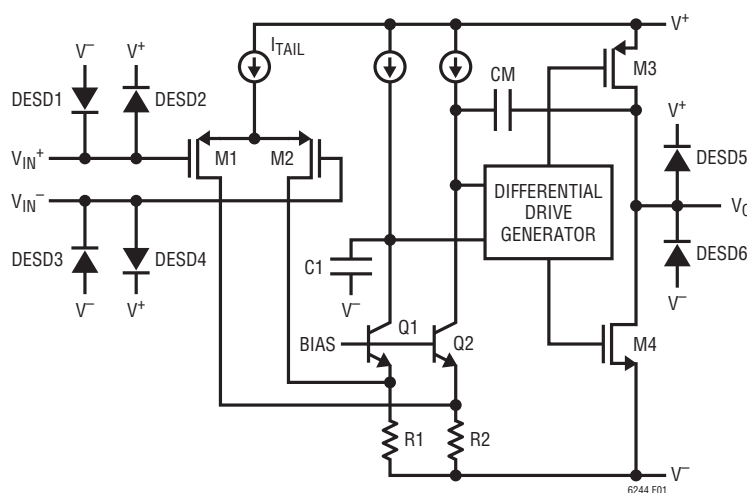 V+
ITAIL
V− V+
CM
M3
DESD1 DESD2
V+
VIN+
M1 M2
DESD5
VIN−
DIFFERENTIAL
DRIVE
GENERATOR
DESD3 DESD4
C1
DESD6
V− V+
V−
V−
Q1
Q2
BIAS
M4
R1 R2
V−
6244 F01